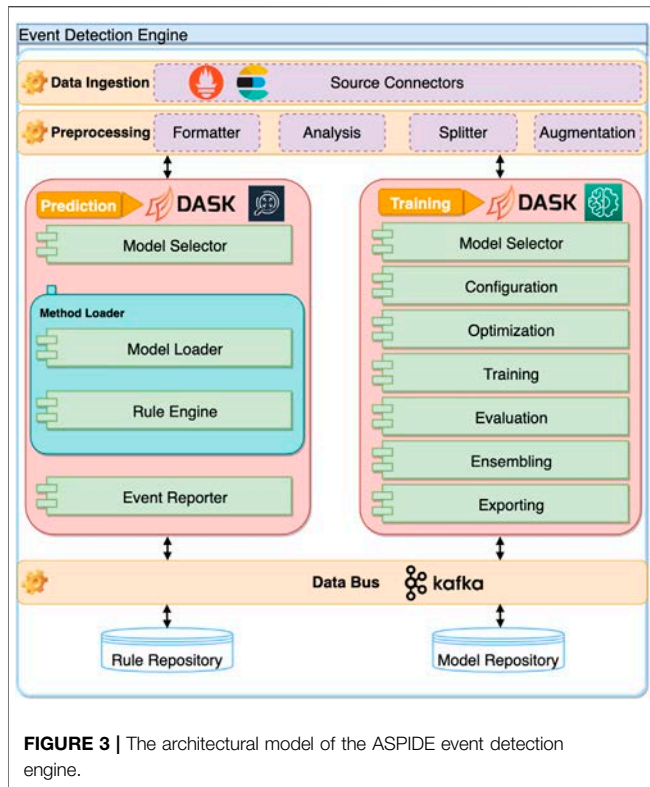 Event Detection Engine
Data Ingestion
Source Connectors
Preprocessing
Formatter
Analysis
Splitter
Augmentation
Prediction
DASK
Model Selector
Method Loader
Model Loader
Rule Engine
Event Reporter
Training
DASK
Model Selector
Configuration
Optimization
Training
Evaluation
Ensembling
Exporting
Data Bus
kafka
Rule Repository
Model Repository
FIGURE 3 | The architectural model of the ASPIDE event detection
engine.